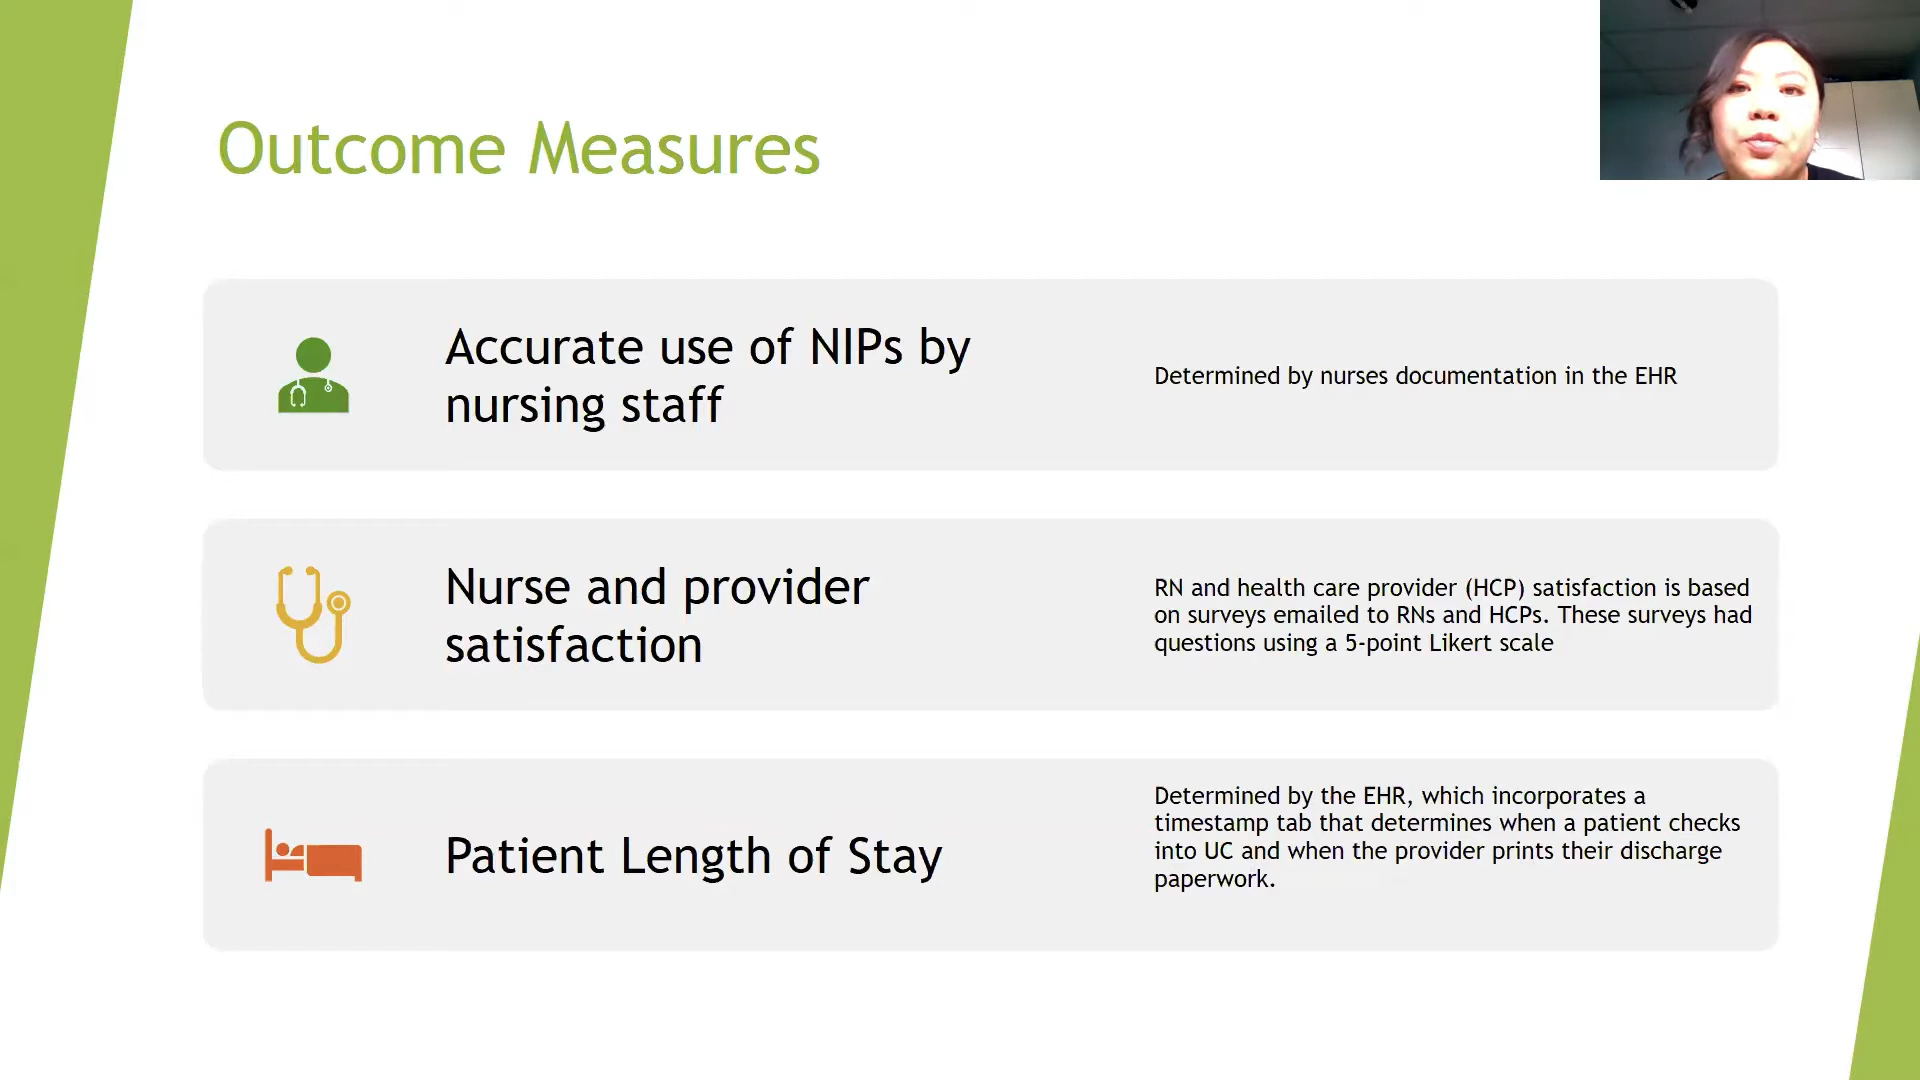 Outcome Measures
Accurate use of NIPs by
nursing staff
Determined by nurses documentation in the EHR
Nurse and provider
satisfaction
RN and health care provider (HCP) satisfaction is based
on surveys emailed to RNs and HCPs. These surveys had
questions using a 5-point Likert scale
Patient Length of Stay
Determined by the EHR, which incorporates a
timestamp tab that determines when a patient checks
into UC and when the provider prints their discharge
paperwork.